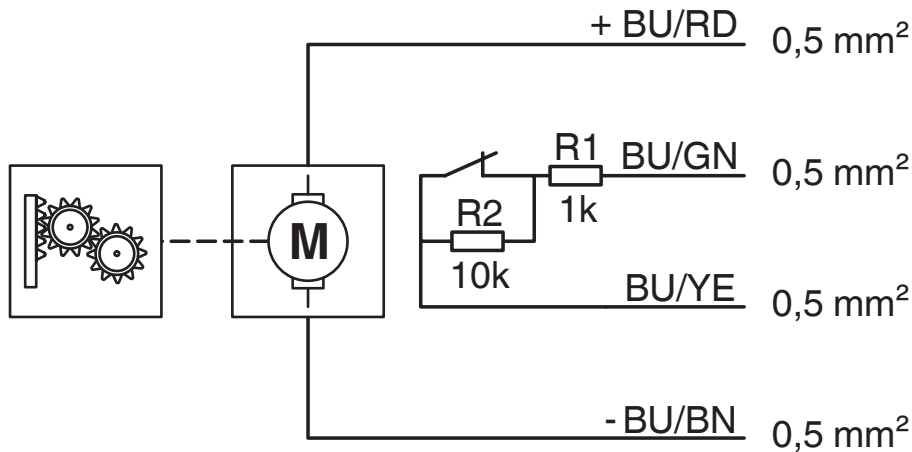 + BU/RD 0,5 mm²
R1 BU/GN 0,5 mm²
1k
R2
10k
M
BU/YE 0,5 mm²
- BU/BN 0,5 mm²